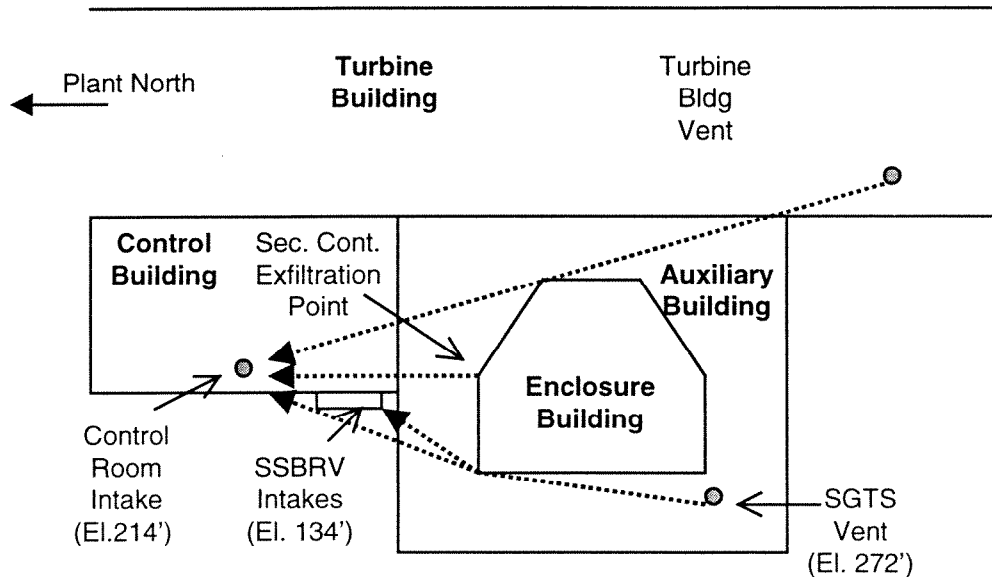 Plant North
Turbine
Building
Turbine
Bldg
Vent
Control
Building
Sec. Cont.
Exfiltration
Point
Auxiliary
Building
Enclosure
Building
Control
Room
Intake
(El.214')
SSBRV
Intakes
(El. 134')
SGTS
Vent
(El. 272')